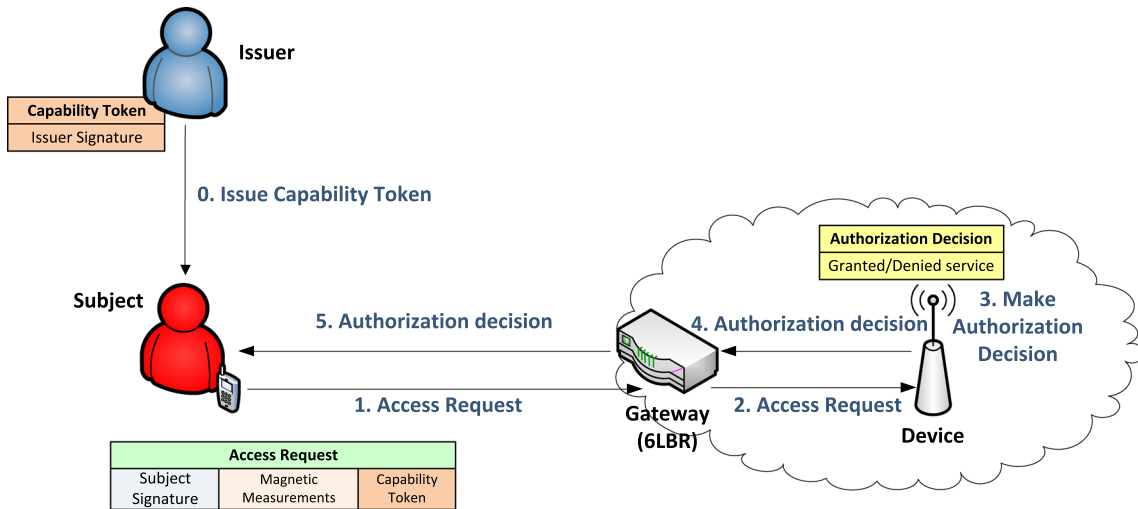 Issuer
Capability Token
Issuer Signature
0. Issue Capability Token
Authorization Decision
Granted/Denied service
Subject
5. Authorization decision
4. Authorization decision
3. Make
Authorization
Decision
1. Access Request
2. Access Request
Gateway
(6LBR)
Device
Access Request
Subject
Signature
Magnetic
Measurements
Capability
Token